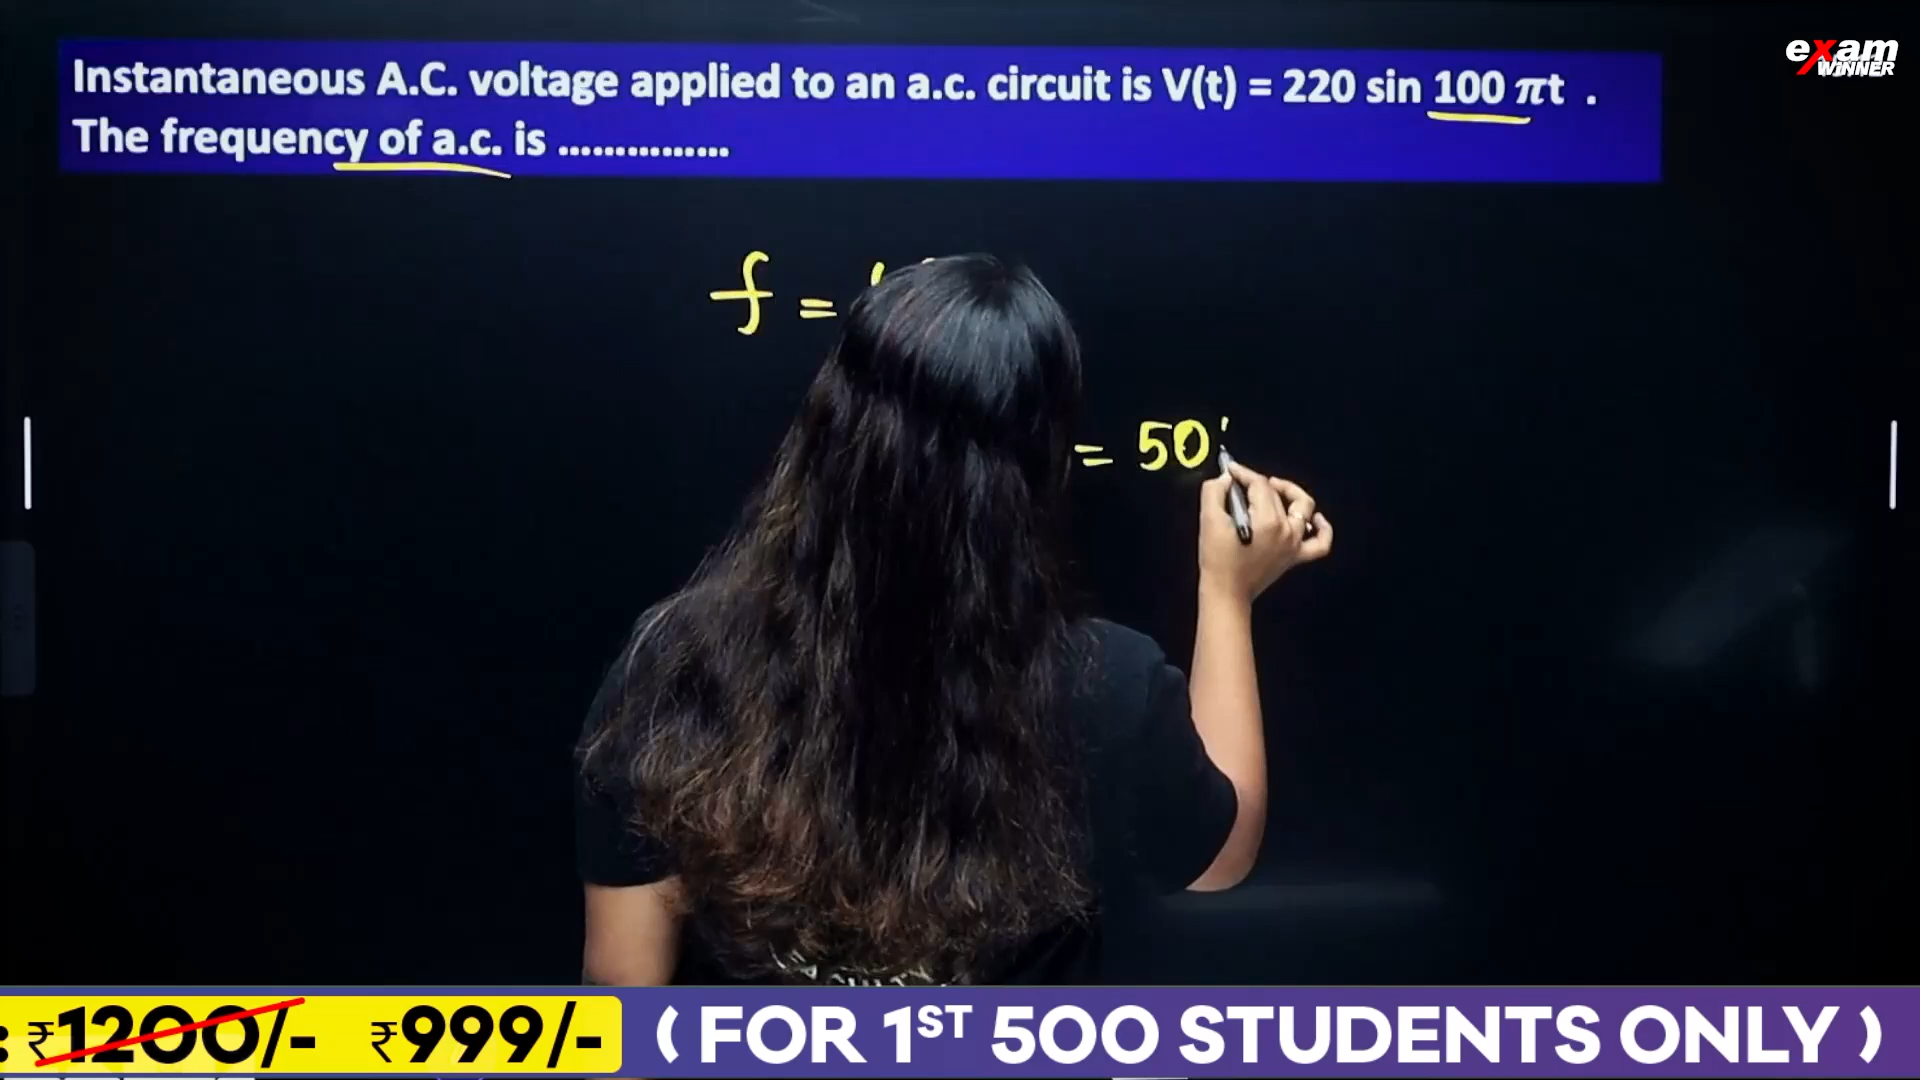 exam
WINNER
Instantaneous A.C. voltage applied to an a.c. circuit is V(t) = 220 sin 100 πt .
The frequency of a.c. is ...............
f =
= 50
: ₹1200/- ₹999/- ( FOR 1ST 500 STUDENTS ONLY )